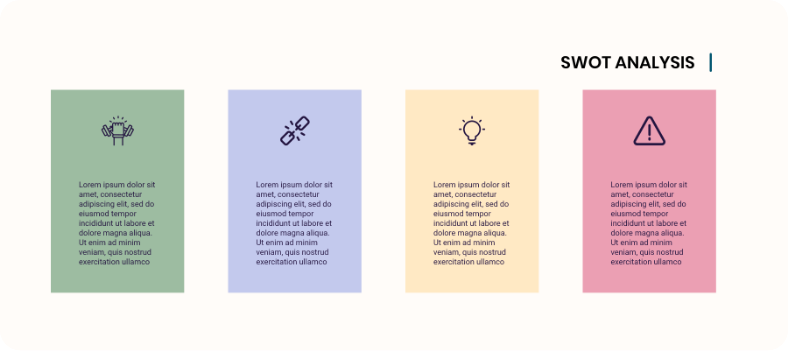 SWOT ANALYSIS
Lorem ipsum dolor sit
amet, consectetur
adipiscing elit, sed do
eiusmod tempor
incididunt ut labore et
dolore magna aliqua.
Ut enim ad minim
veniam, quis nostrud
exercitation ullamco
Lorem ipsum dolor sit
amet, consectetur
adipiscing elit, sed do
eiusmod tempor
incididunt ut labore et
dolore magna aliqua.
Ut enim ad minim
veniam, quis nostrud
exercitation ullamco
Lorem ipsum dolor sit
amet, consectetur
adipiscing elit, sed do
eiusmod tempor
incididunt ut labore et
dolore magna aliqua.
Ut enim ad minim
veniam, quis nostrud
exercitation ullamco
Lorem ipsum dolor sit
amet, consectetur
adipiscing elit, sed do
eiusmod tempor
incididunt ut labore et
dolore magna aliqua.
Ut enim ad minim
veniam, quis nostrud
exercitation ullamco